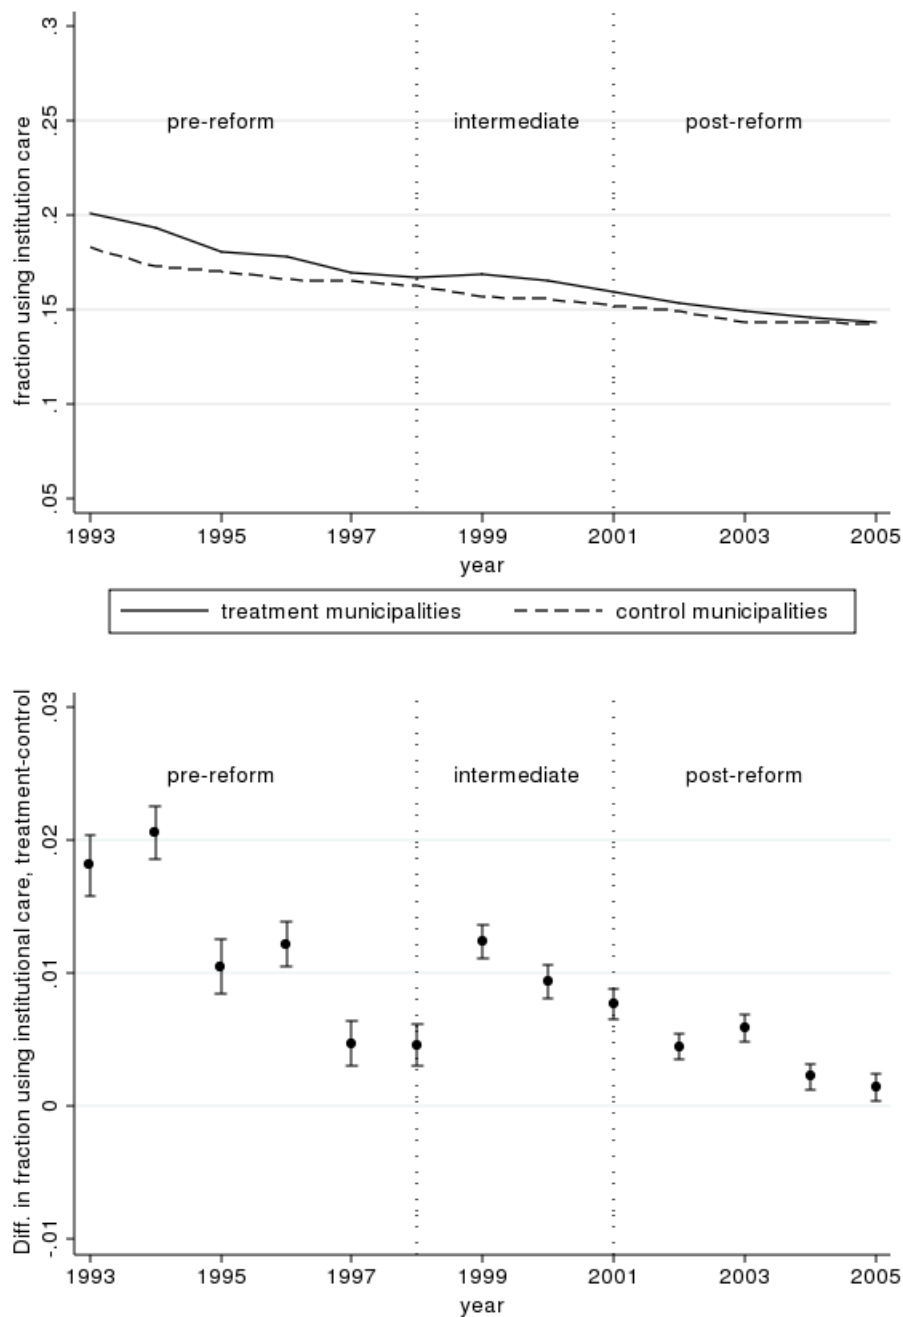 .3
.25
.2
.15
.1
.05
fraction using institution care
pre-reform
intermediate
post-reform
1993 1995 1997 1999 2001 2003 2005
year
treatment municipalities
control municipalities
.03
.02
.01
0
-.01
Diff. in fraction using institutional care, treatment-control
pre-reform
intermediate
post-reform
1993 1995 1997 1999 2001 2003 2005
year